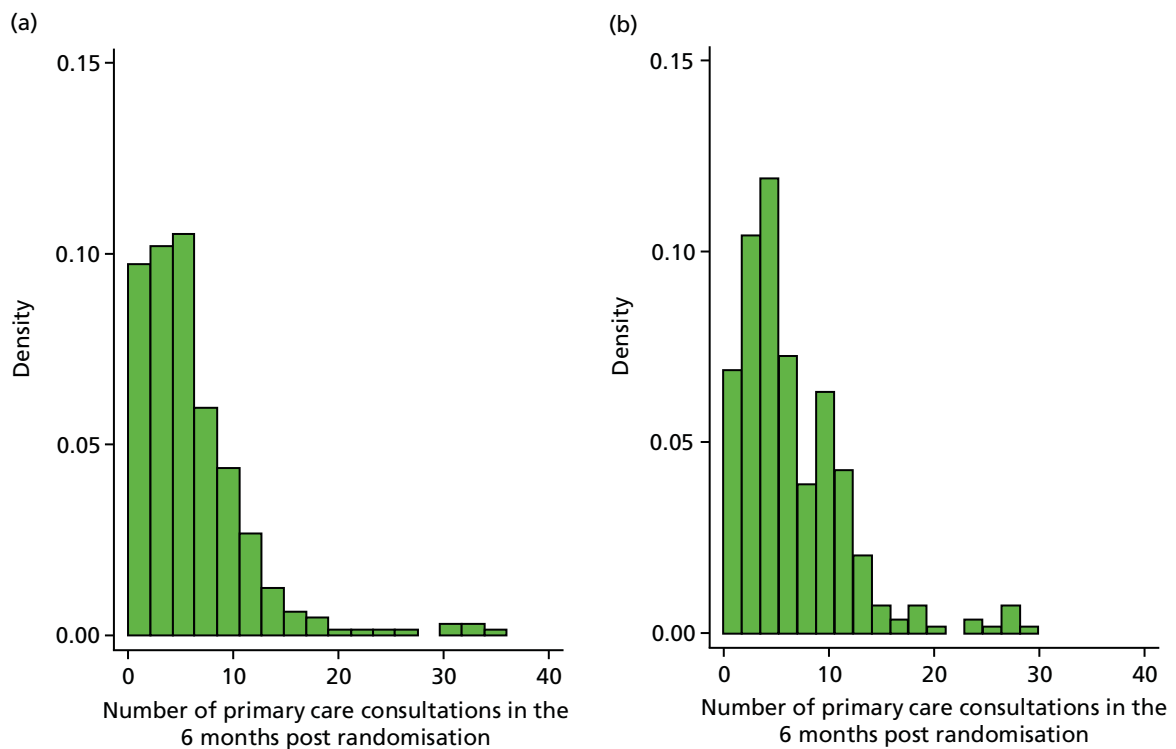 (a)
0.15
0.10
0.05
0.00
Density
0 10 20 30 40
Number of primary care consultations in the
6 months post randomisation
(b)
0.15
0.10
0.05
0.00
Density
0 10 20 30 40
Number of primary care consultations in the
6 months post randomisation